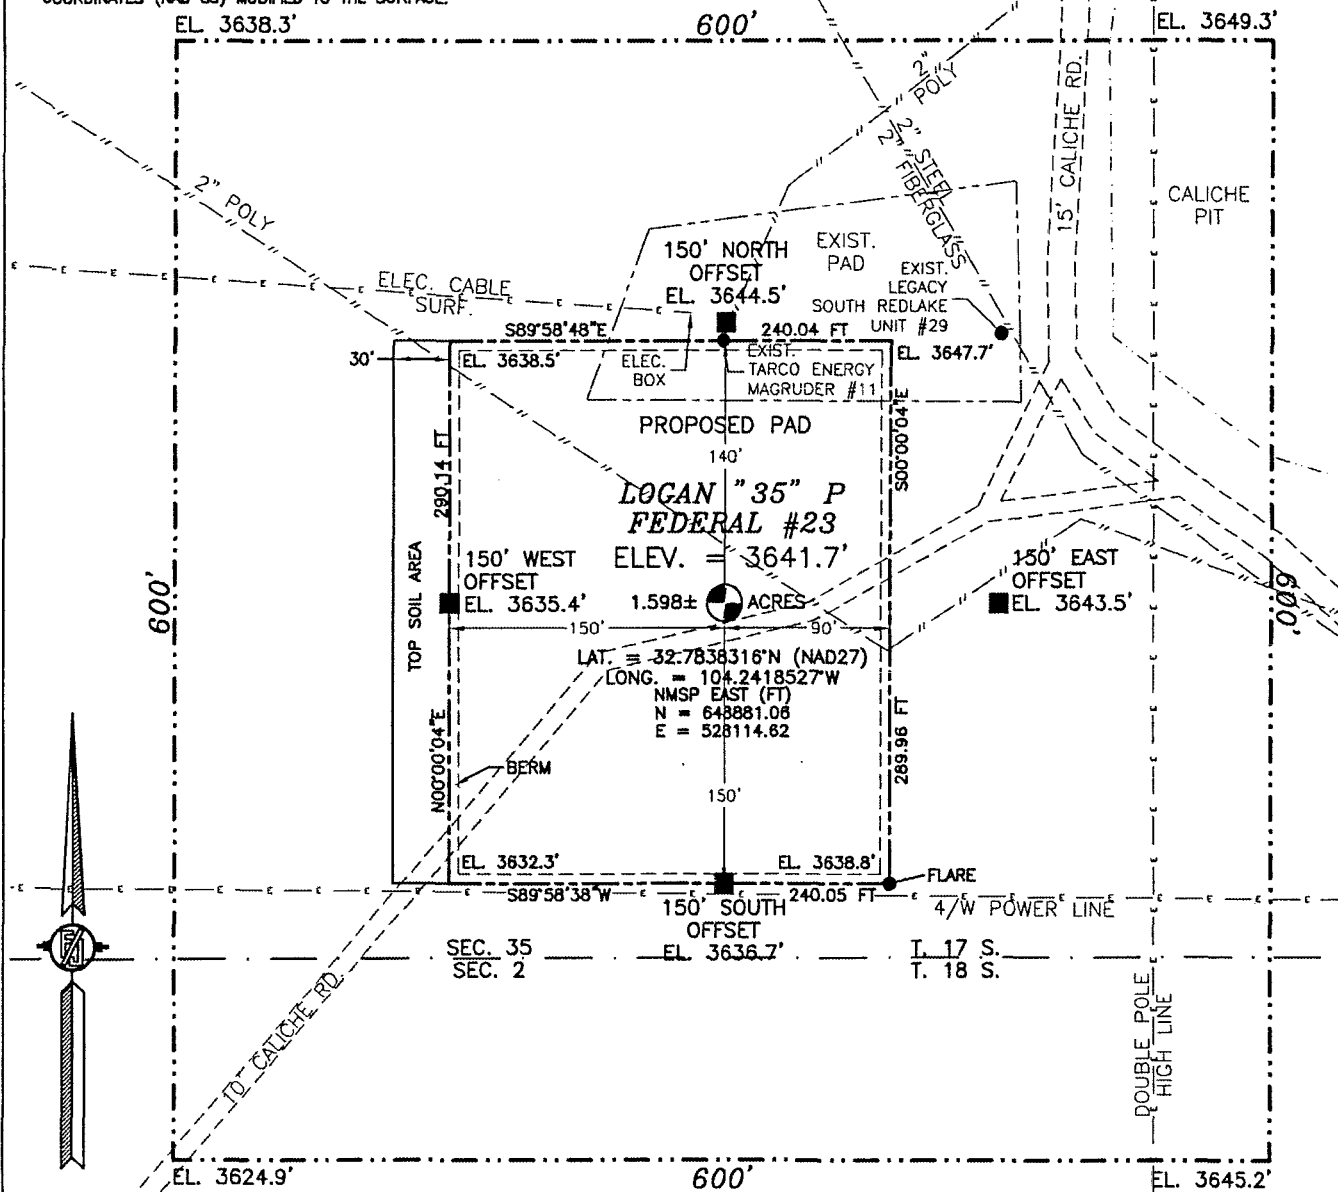 COORDINATES (NAD 83) MODIFIED TO THE SURFACE.
EL. 3638.3'
600'
EL. 3649.3'
2" POLY
2" POLY
2" STEEL
2" FIBERGLASS
15' CALICHE RD.
CALICHE
PIT
150' NORTH
OFFSET
EL. 3644.5'
EXIST.
PAD
EXIST.
LEGACY
SOUTH REDLAKE
UNIT #29
ELEC. CABLE
SURF.
S89°58'48"E
240.04 FT
30'
EL. 3638.5'
ELEC.
BOX
EXIST.
TARCO ENERGY
MAGRUDER #11
EL. 3647.7'
PROPOSED PAD
140'
290.14 FT
S00°00'04"E
LOGAN "35" P
FEDERAL #23
ELEV. = 3641.7'
TOP SOIL AREA
150' WEST
OFFSET
EL. 3635.4'
1.598± ACRES
150' EAST
OFFSET
EL. 3643.5'
600'
600'
150'
90'
LAT. = 32.7838316°N (NAD27)
LONG. = 104.2418527°W
NMSP EAST (FT)
N = 648881.06
E = 528114.62
N00°00'04"E
289.96 FT
BERM
150'
EL. 3632.3'
EL. 3638.8'
FLARE
S89°58'38"W
240.05 FT
4/W POWER LINE
150' SOUTH
OFFSET
EL. 3636.7'
SEC. 35
SEC. 2
T. 17 S.
T. 18 S.
10' CALICHE RD.
DOUBLE POLE
HIGH LINE
EL. 3624.9'
600'
EL. 3645.2'